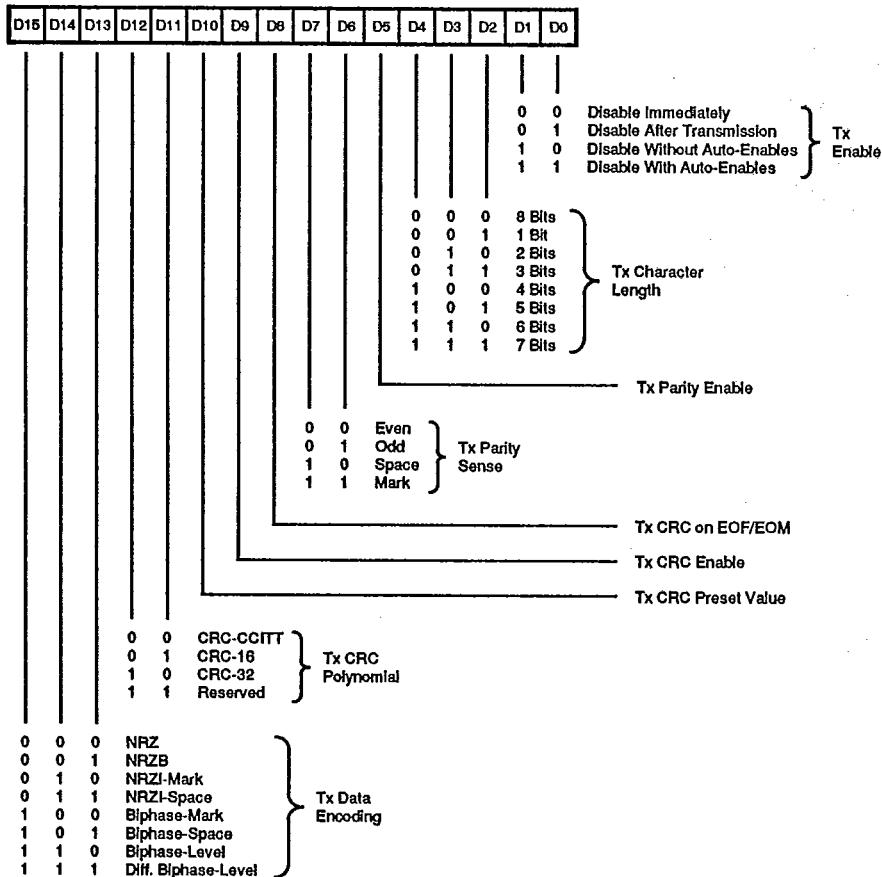 D15 D14 D13 D12 D11 D10 D9 D8 D7 D6 D5 D4 D3 D2 D1 D0
0 0 Disable Immediately
0 1 Disable After Transmission
1 0 Disable Without Auto-Enables
1 1 Disable With Auto-Enables
Tx
Enable
0 0 0 8 Bits
0 0 1 1 Bit
0 1 0 2 Bits
0 1 1 3 Bits
1 0 0 4 Bits
1 0 1 5 Bits
1 1 0 6 Bits
1 1 1 7 Bits
Tx Character
Length
Tx Parity Enable
0 0 Even
0 1 Odd
1 0 Space
1 1 Mark
Tx Parity
Sense
Tx CRC on EOF/EOM
Tx CRC Enable
Tx CRC Preset Value
0 0 CRC-CCITT
0 1 CRC-16
1 0 CRC-32
1 1 Reserved
Tx CRC
Polynomial
0 0 0 NRZ
0 0 1 NRZB
0 1 0 NRZI-Mark
0 1 1 NRZI-Space
1 0 0 Biphase-Mark
1 0 1 Biphase-Space
1 1 0 Biphase-Level
1 1 1 Diff. Biphase-Level
Tx Data
Encoding